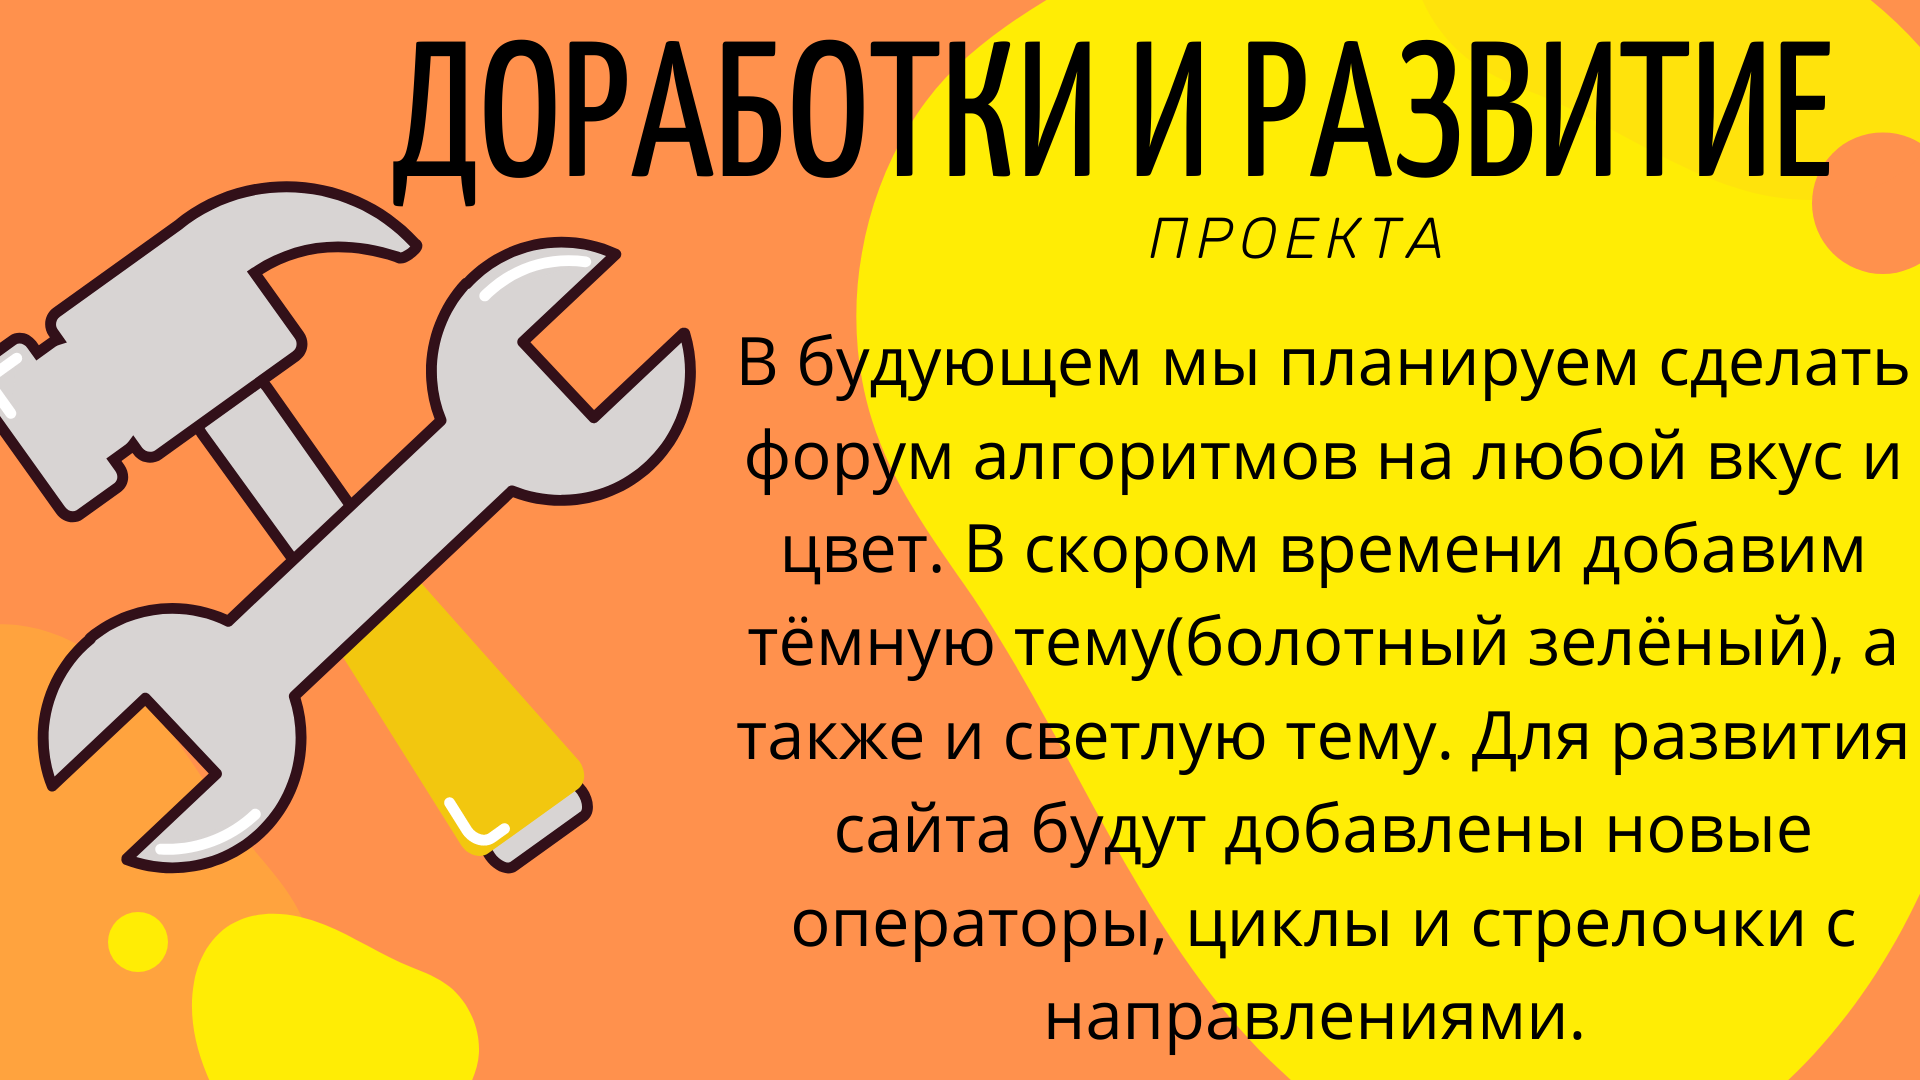 ДОРАБОТКИ И РАЗВИТИЕ
ПРОЕКТА
В будующем мы планируем сделать
форум алгоритмов на любой вкус и
цвет. В скором времени добавим
тёмную тему(болотный зелёный), а
также и светлую тему. Для развития
сайта будут добавлены новые
операторы, циклы и стрелочки с
направлениями.